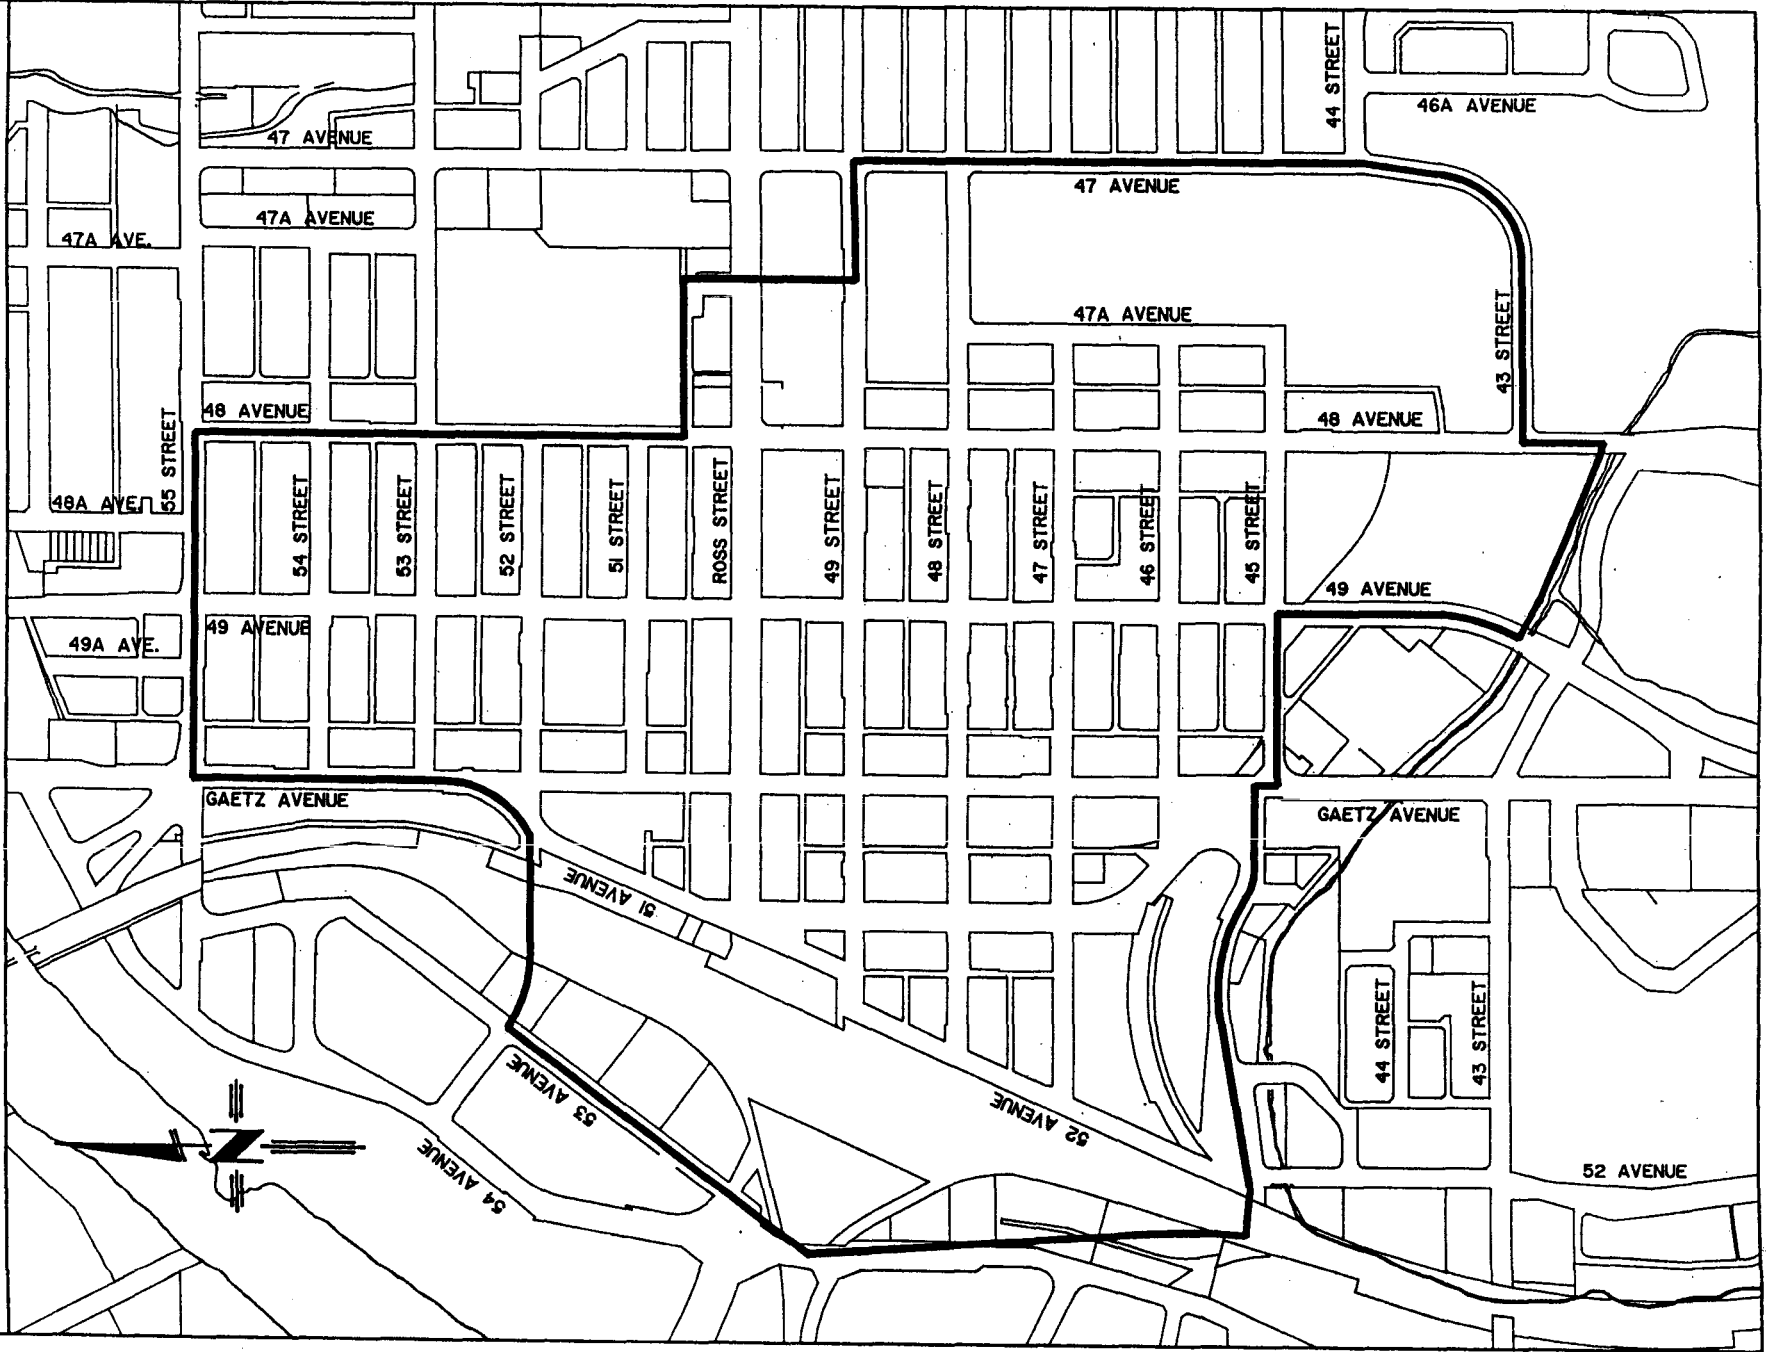 44 STREET
46A AVENUE
47 AVENUE
47 AVENUE
47A AVENUE
47A AVE.
47A AVENUE
43 STREET
48 AVENUE
48 AVENUE
55 STREET
48A AVE.
54 STREET
53 STREET
52 STREET
51 STREET
ROSS STREET
49 STREET
48 STREET
47 STREET
46 STREET
45 STREET
49 AVENUE
49 AVENUE
49A AVE.
GAETZ AVENUE
GAETZ AVENUE
51 AVENUE
44 STREET
43 STREET
53 AVENUE
52 AVENUE
54 AVENUE
52 AVENUE
N